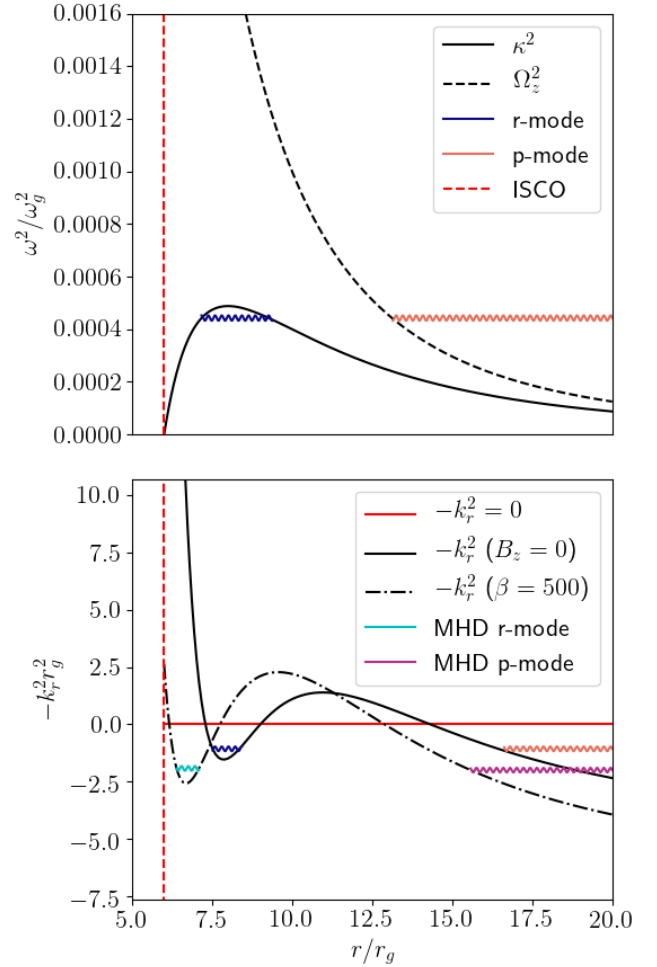 0.0016
0.0014
0.0012
0.0010
0.0008
0.0006
0.0004
0.0002
0.0000
ω²/ω_g²
κ²
Ω_z²
r-mode
p-mode
ISCO
10.0
7.5
5.0
2.5
0.0
−2.5
−5.0
−7.5
−k_r² r_g²
−k_r² = 0
−k_r² (B_z = 0)
−k_r² (β = 500)
MHD r-mode
MHD p-mode
5.0 7.5 10.0 12.5 15.0 17.5 20.0
r/r_g